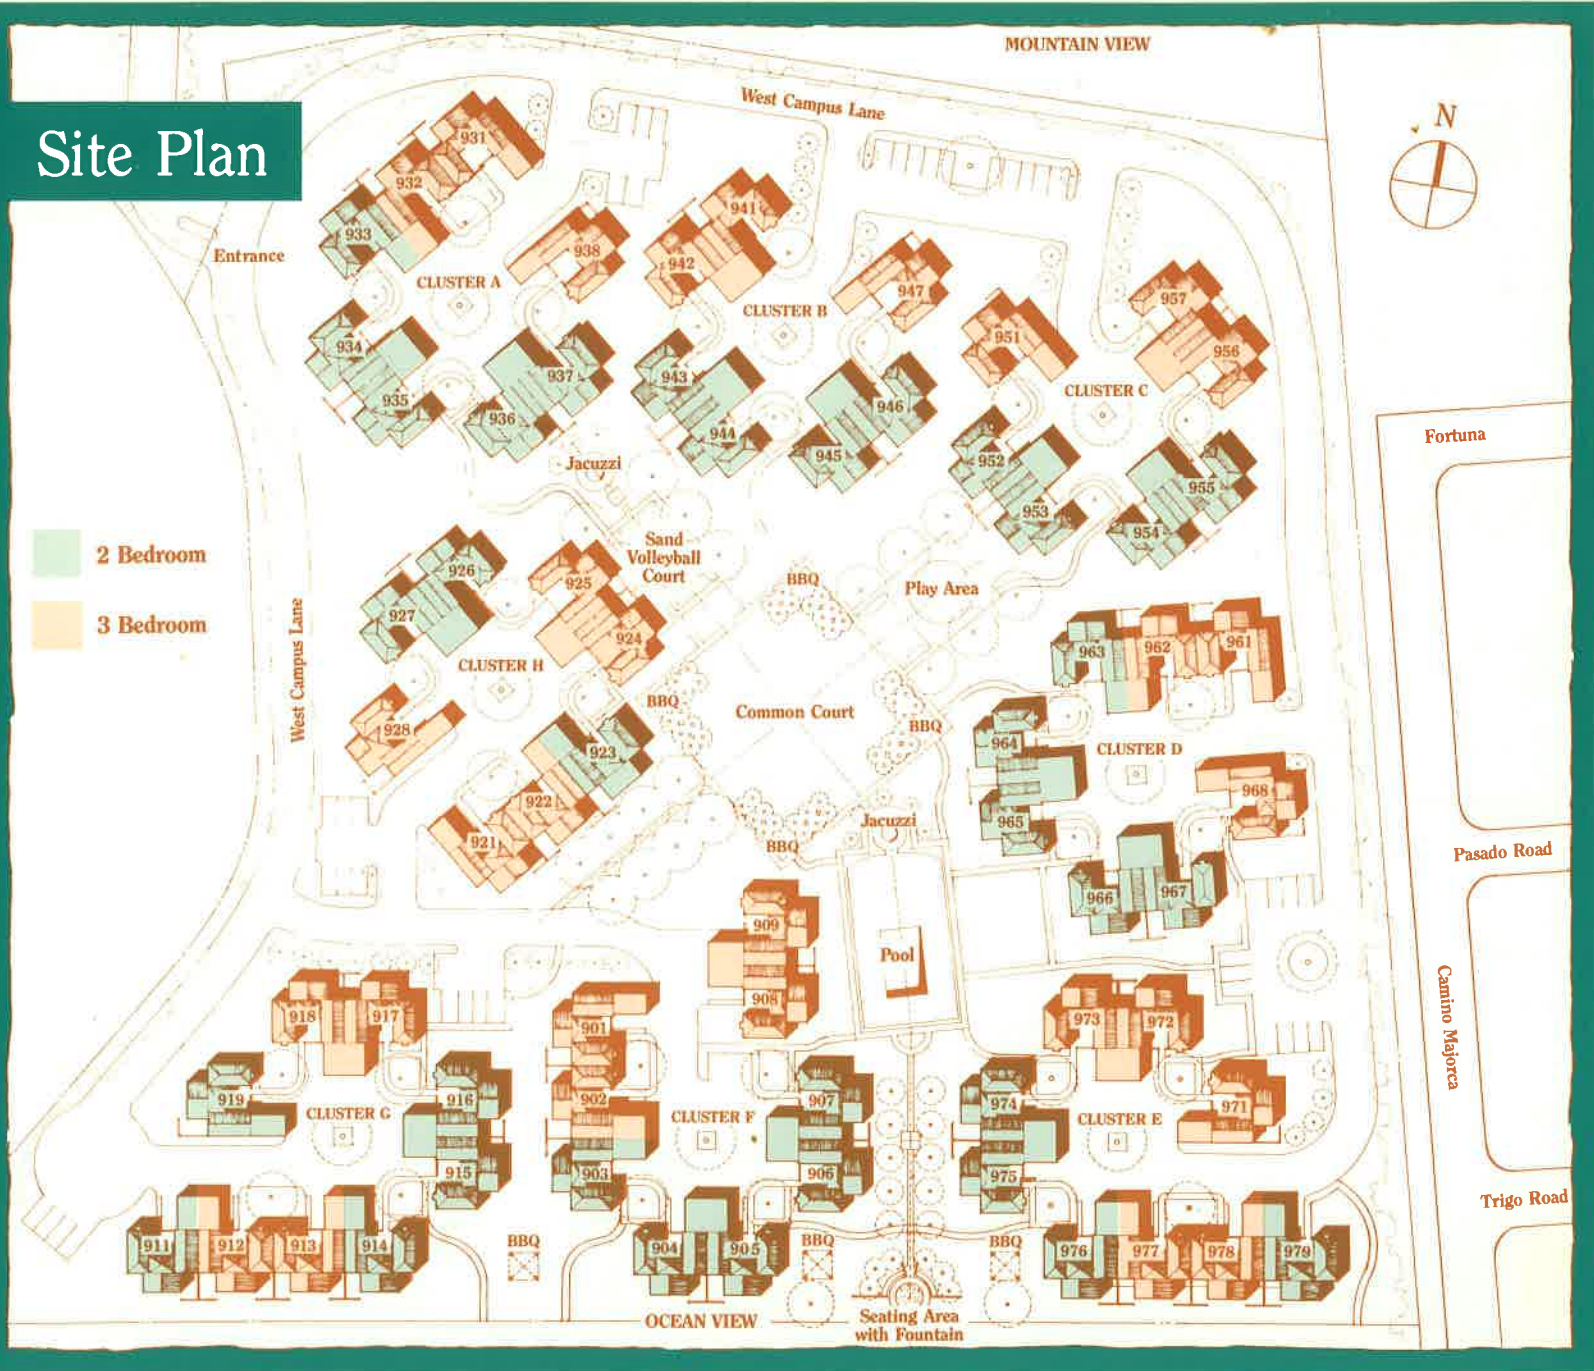 MOUNTAIN VIEW
West Campus Lane
N
Site Plan
931
932
933
Entrance
938
941
942
947
957
CLUSTER A
CLUSTER B
951
956
934
935
937
936
943
944
946
945
CLUSTER C
952
953
955
954
Fortuna
Jacuzzi
Sand
Volleyball
Court
2 Bedroom
3 Bedroom
926
927
925
924
BBQ
Play Area
963
962
961
West Campus Lane
CLUSTER H
928
923
922
921
BBQ
Common Court
BBQ
964
965
CLUSTER D
968
966
967
Jacuzzi
BBQ
Pasado Road
909
908
Pool
918
917
901
902
903
973
972
Camino Majorca
919
CLUSTER G
916
915
CLUSTER F
907
906
974
975
CLUSTER E
971
Trigo Road
911
912
913
914
BBQ
904
905
BBQ
BBQ
976
977
978
979
OCEAN VIEW
Seating Area
with Fountain